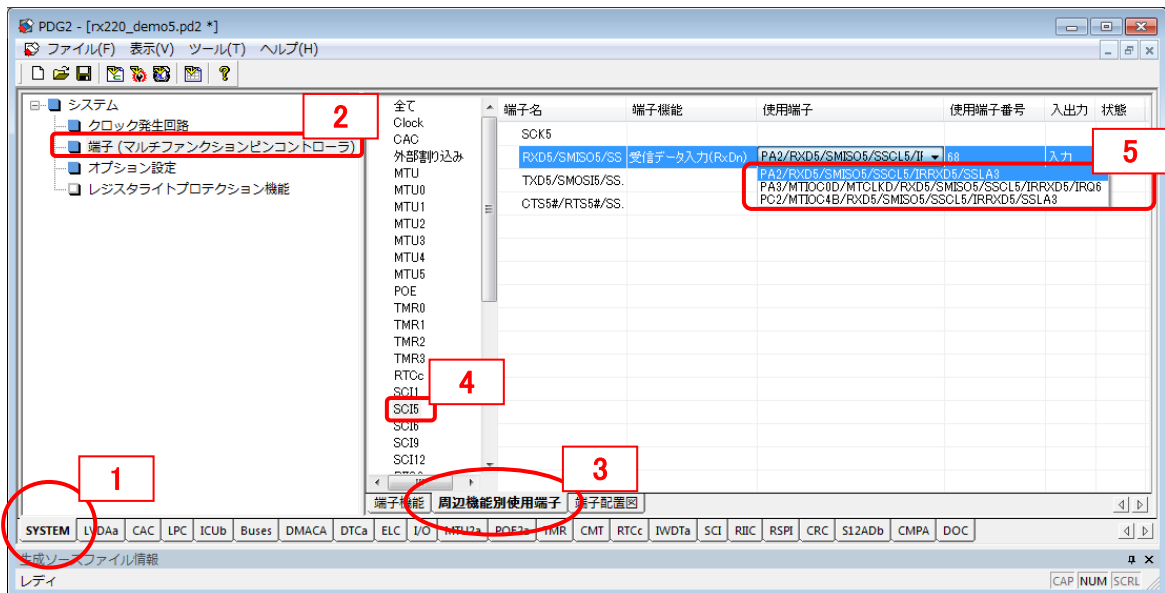 PDG2 - [rx220_demo5.pd2 *]
ファイル(F) 表示(V) ツール(T) ヘルプ(H)
システム
クロック発生回路
端子 (マルチファンクションピンコントローラ)
オプション設定
レジスタライトプロテクション機能
2
全て
Clock
CAC
外部割り込み
MTU
MTU0
MTU1
MTU2
MTU3
MTU4
MTU5
POE
TMR0
TMR1
TMR2
TMR3
RTCc
SCI1
SCI5
SCI6
SCI9
SCI12
4
端子名 端子機能 使用端子 使用端子番号 入出力 状態
SCK5
RXD5/SMISO5/SS 受信データ入力(RxDn) PA2/RXD5/SMISO5/SSCL5/IF 68 入力
TXD5/SMOSI5/SS.
CTS5#/RTS5#/SS.
PA2/RXD5/SMISO5/SSCL5/IRRXD5/SSLA3
PA3/MTIOC0D/MTCLKD/RXD5/SMISO5/SSCL5/IRRXD5/IRQ6
PC2/MTIOC4B/RXD5/SMISO5/SSCL5/IRRXD5/SSLA3
5
1
3
端子機能 周辺機能別使用端子 端子配置図
SYSTEM LVDAa CAC LPC ICUb Buses DMACA DTCa ELC I/O MTU2a POE2a TMR CMT RTCc IWDTa SCI RIIC RSPI CRC S12ADb CMPA DOC
生成ソースファイル情報
レディ
CAP NUM SCRL